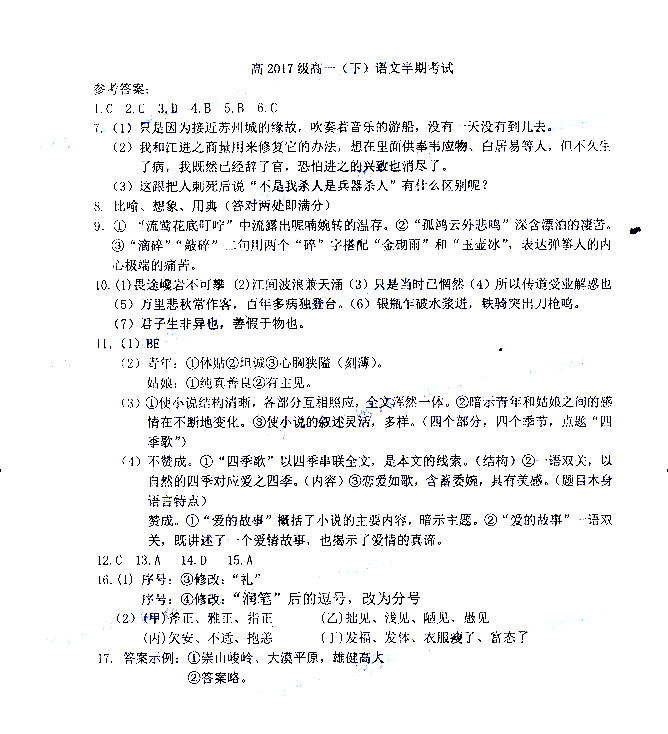 高 2017 级高一（下）语文半期考试
参考答案：
1.C 2.C 3.D 4.B 5.B 6.C
7.（1）只是因为接近苏州城的缘故，吹奏着音乐的游船，没有一天没有到儿去。
（2）我和江进之商量用来修复它的办法，想在里面供奉韦应物、白居易等人，但不久生
了病，我既然已经辞了官，恐怕进之的兴致也消尽了。
（3）这跟把人刺死后说“不是我杀人是兵器杀人”有什么区别呢？
8. 比喻、想象、用典（答对两处即满分）
9. ① “流莺花底叮咛”中流露出呢喃婉转的温存。②“孤鸿云外悲鸣”深含漂泊的凄苦。
③“滴碎”“敲碎”二句用两个“碎”字搭配“金砌雨”和“玉壶冰”，表达弹筝人的内
心极端的痛苦。
10.(1)畏途巉岩不可攀 (2)江间波浪兼天涌（3）只是当时已惘然（4）所以传道受业解惑也
（5）万里悲秋常作客，百年多病独登台。（6）银瓶乍破水浆迸，铁骑突出刀枪鸣。
（7）君子生非异也，善假于物也。
11.（1）BE
（2）青年：①体贴②坦诚③心胸狭隘（刻薄）。
姑娘：①纯真善良②有主见。
（3）①使小说结构清晰，各部分互相照应，全文浑然一体。②暗示青年和姑娘之间的感
情在不断地变化。③使小说的叙述灵活，多样。（四个部分，四个季节，点题“四
季歌”）
（4）不赞成。①“四季歌”以四季串联全文，是本文的线索。（结构）②一语双关，以
自然的四季对应爱之四季。（内容）③恋爱如歌，含蓄委婉，具有美感。（题目本身
语言特点）
赞成。①“爱的故事”概括了小说的主要内容，暗示主题。②“爱的故事”一语双
关，既讲述了一个爱情故事，也揭示了爱情的真谛。
12.C 13.A 14.D 15.A
16.(1) 序号：③修改：“礼”
序号：④修改：“润笔”后的逗号，改为分号
（2）(甲)斧正、雅正、指正 (乙)拙见、浅见、陋见、愚见
(丙)欠安、不适、抱恙 (丁)发福、发体、衣服瘦了、富态了
17. 答案示例：①崇山峻岭、大漠平原，雄健高大
②答案略。